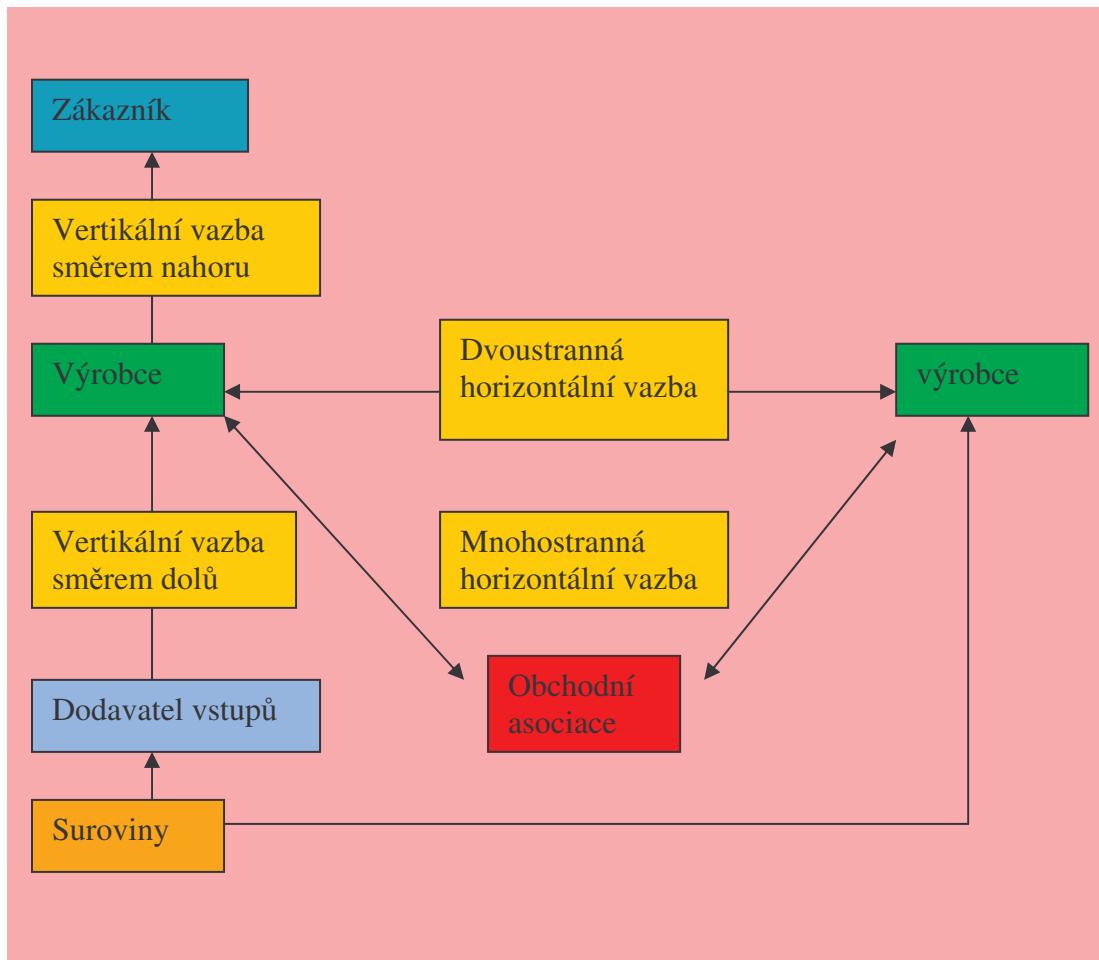 Zákazník
Vertikální vazba
směrem nahoru
Výrobce
Dvoustranná
horizontální vazba
výrobce
Vertikální vazba
směrem dolů
Mnohostranná
horizontální vazba
Dodavatel vstupů
Obchodní
asociace
Suroviny